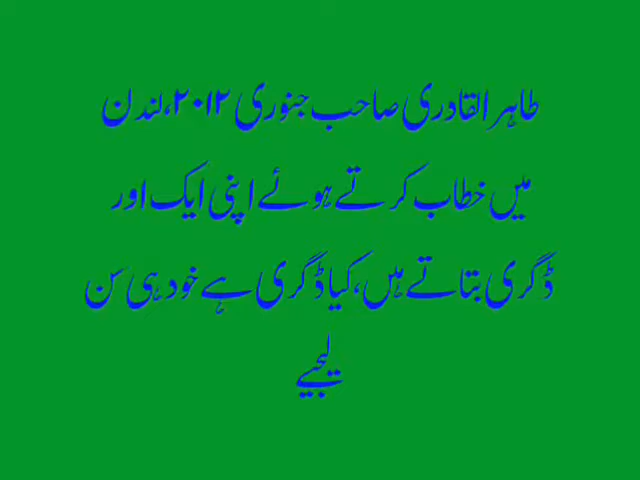 طاہر القادری صاحب جنوری ۲۰۱۲،لندن
میں خطاب کرتے ہوئے اپنی ایک اور
ڈگری بتاتے ہیں،کیا ڈگری ہے خود ہی سن
لیجیے